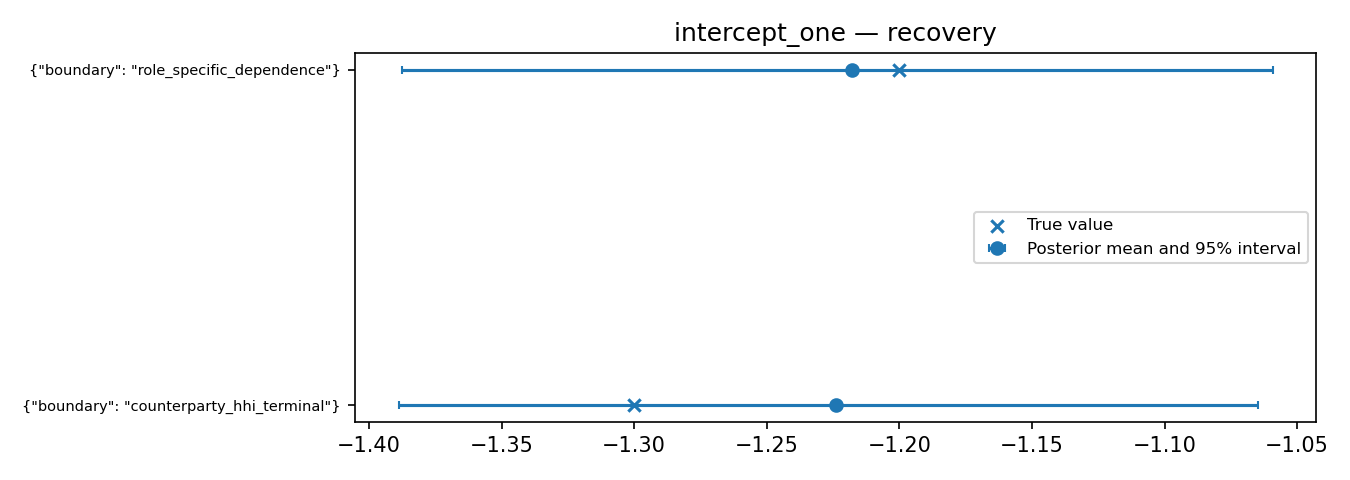 intercept_one — recovery
{"boundary": "role_specific_dependence"}
True value
Posterior mean and 95% interval
{"boundary": "counterparty_hhi_terminal"}
−1.40 −1.35 −1.30 −1.25 −1.20 −1.15 −1.10 −1.05